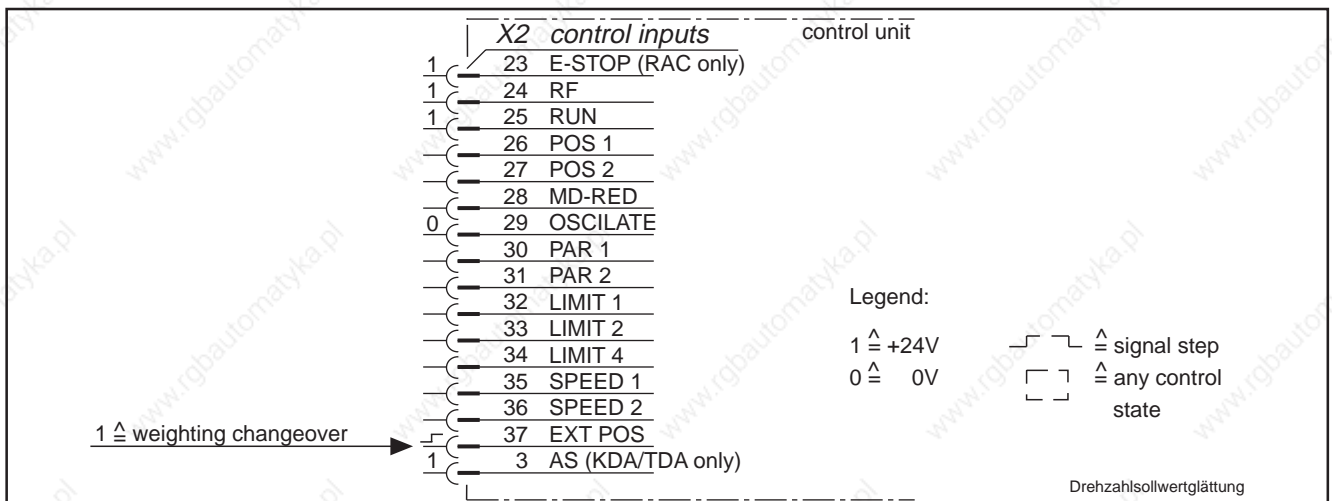 X2 control inputs
control unit
1 23 E-STOP (RAC only)
1 24 RF
1 25 RUN
26 POS 1
27 POS 2
28 MD-RED
0 29 OSCILATE
30 PAR 1
31 PAR 2
32 LIMIT 1
33 LIMIT 2
34 LIMIT 4
35 SPEED 1
36 SPEED 2
1 ≙ weighting changeover
37 EXT POS
1 3 AS (KDA/TDA only)
Legend:
1 ≙ +24V
0 ≙ 0V
≙ signal step
≙ any control
state
Drehzahlsollwertglättung
www.rgbautomatyka.pl